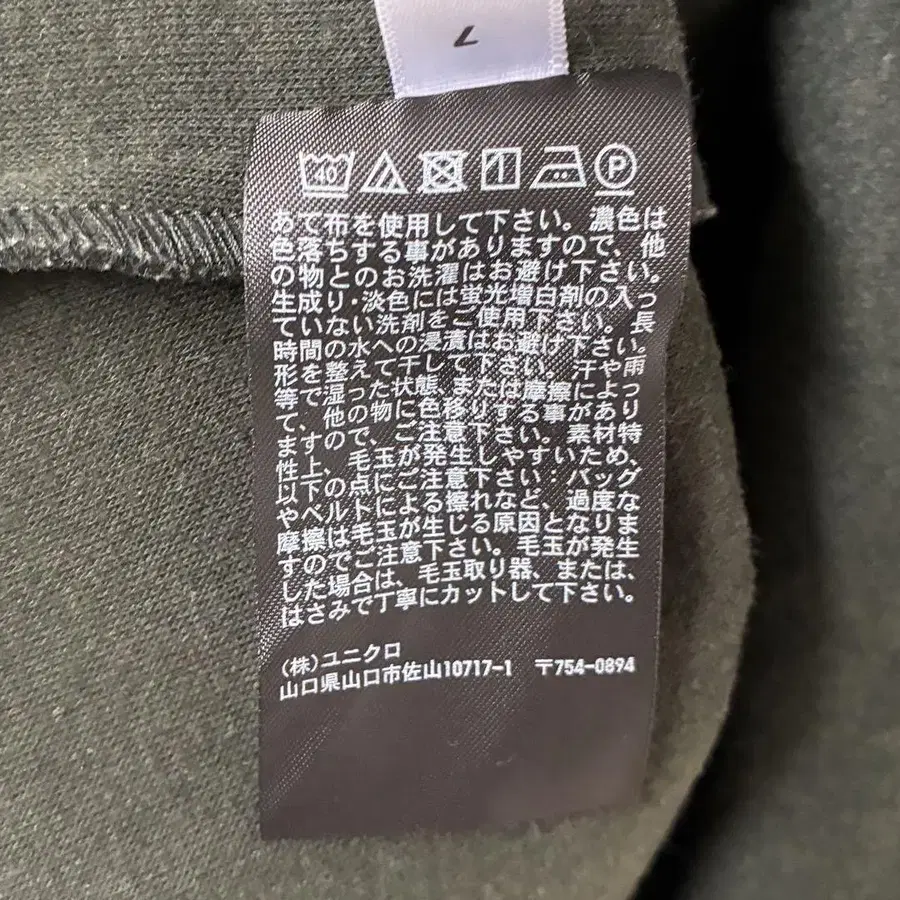 L
40 P
あて布を使用して下さい。濃色は
色落ちする事がありますので、他
の物とのお洗濯はお避け下さい。
生成り・淡色には蛍光増白剤の入っ
ていない洗剤をご使用下さい。長
時間の水への浸漬はお避け下さい。
形を整えて干して下さい。汗や雨
等で湿った状態、または摩擦によっ
て、他の物に色移りする事があり
ますので、ご注意下さい。素材特
性上、毛玉が発生しやすいため、
以下の点にご注意下さい:バッグ
やベルトによる擦れなど、過度な
摩擦は毛玉が生じる原因となりま
すのでご注意下さい。毛玉が発生
した場合は、毛玉取り器、または、
はさみで丁寧にカットして下さい。
(株)ユニクロ
山口県山口市佐山10717-1 〒754-0894